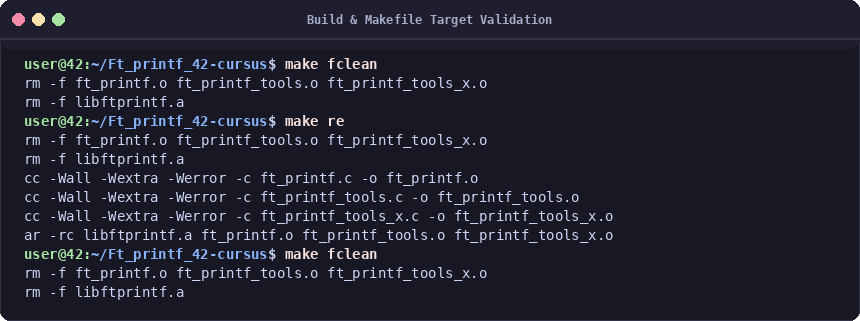 Build & Makefile Target Validation
user@42:~/Ft_printf_42-cursus$ make fclean
rm -f ft_printf.o ft_printf_tools.o ft_printf_tools_x.o
rm -f libftprintf.a
user@42:~/Ft_printf_42-cursus$ make re
rm -f ft_printf.o ft_printf_tools.o ft_printf_tools_x.o
rm -f libftprintf.a
cc -Wall -Wextra -Werror -c ft_printf.c -o ft_printf.o
cc -Wall -Wextra -Werror -c ft_printf_tools.c -o ft_printf_tools.o
cc -Wall -Wextra -Werror -c ft_printf_tools_x.c -o ft_printf_tools_x.o
ar -rc libftprintf.a ft_printf.o ft_printf_tools.o ft_printf_tools_x.o
user@42:~/Ft_printf_42-cursus$ make fclean
rm -f ft_printf.o ft_printf_tools.o ft_printf_tools_x.o
rm -f libftprintf.a